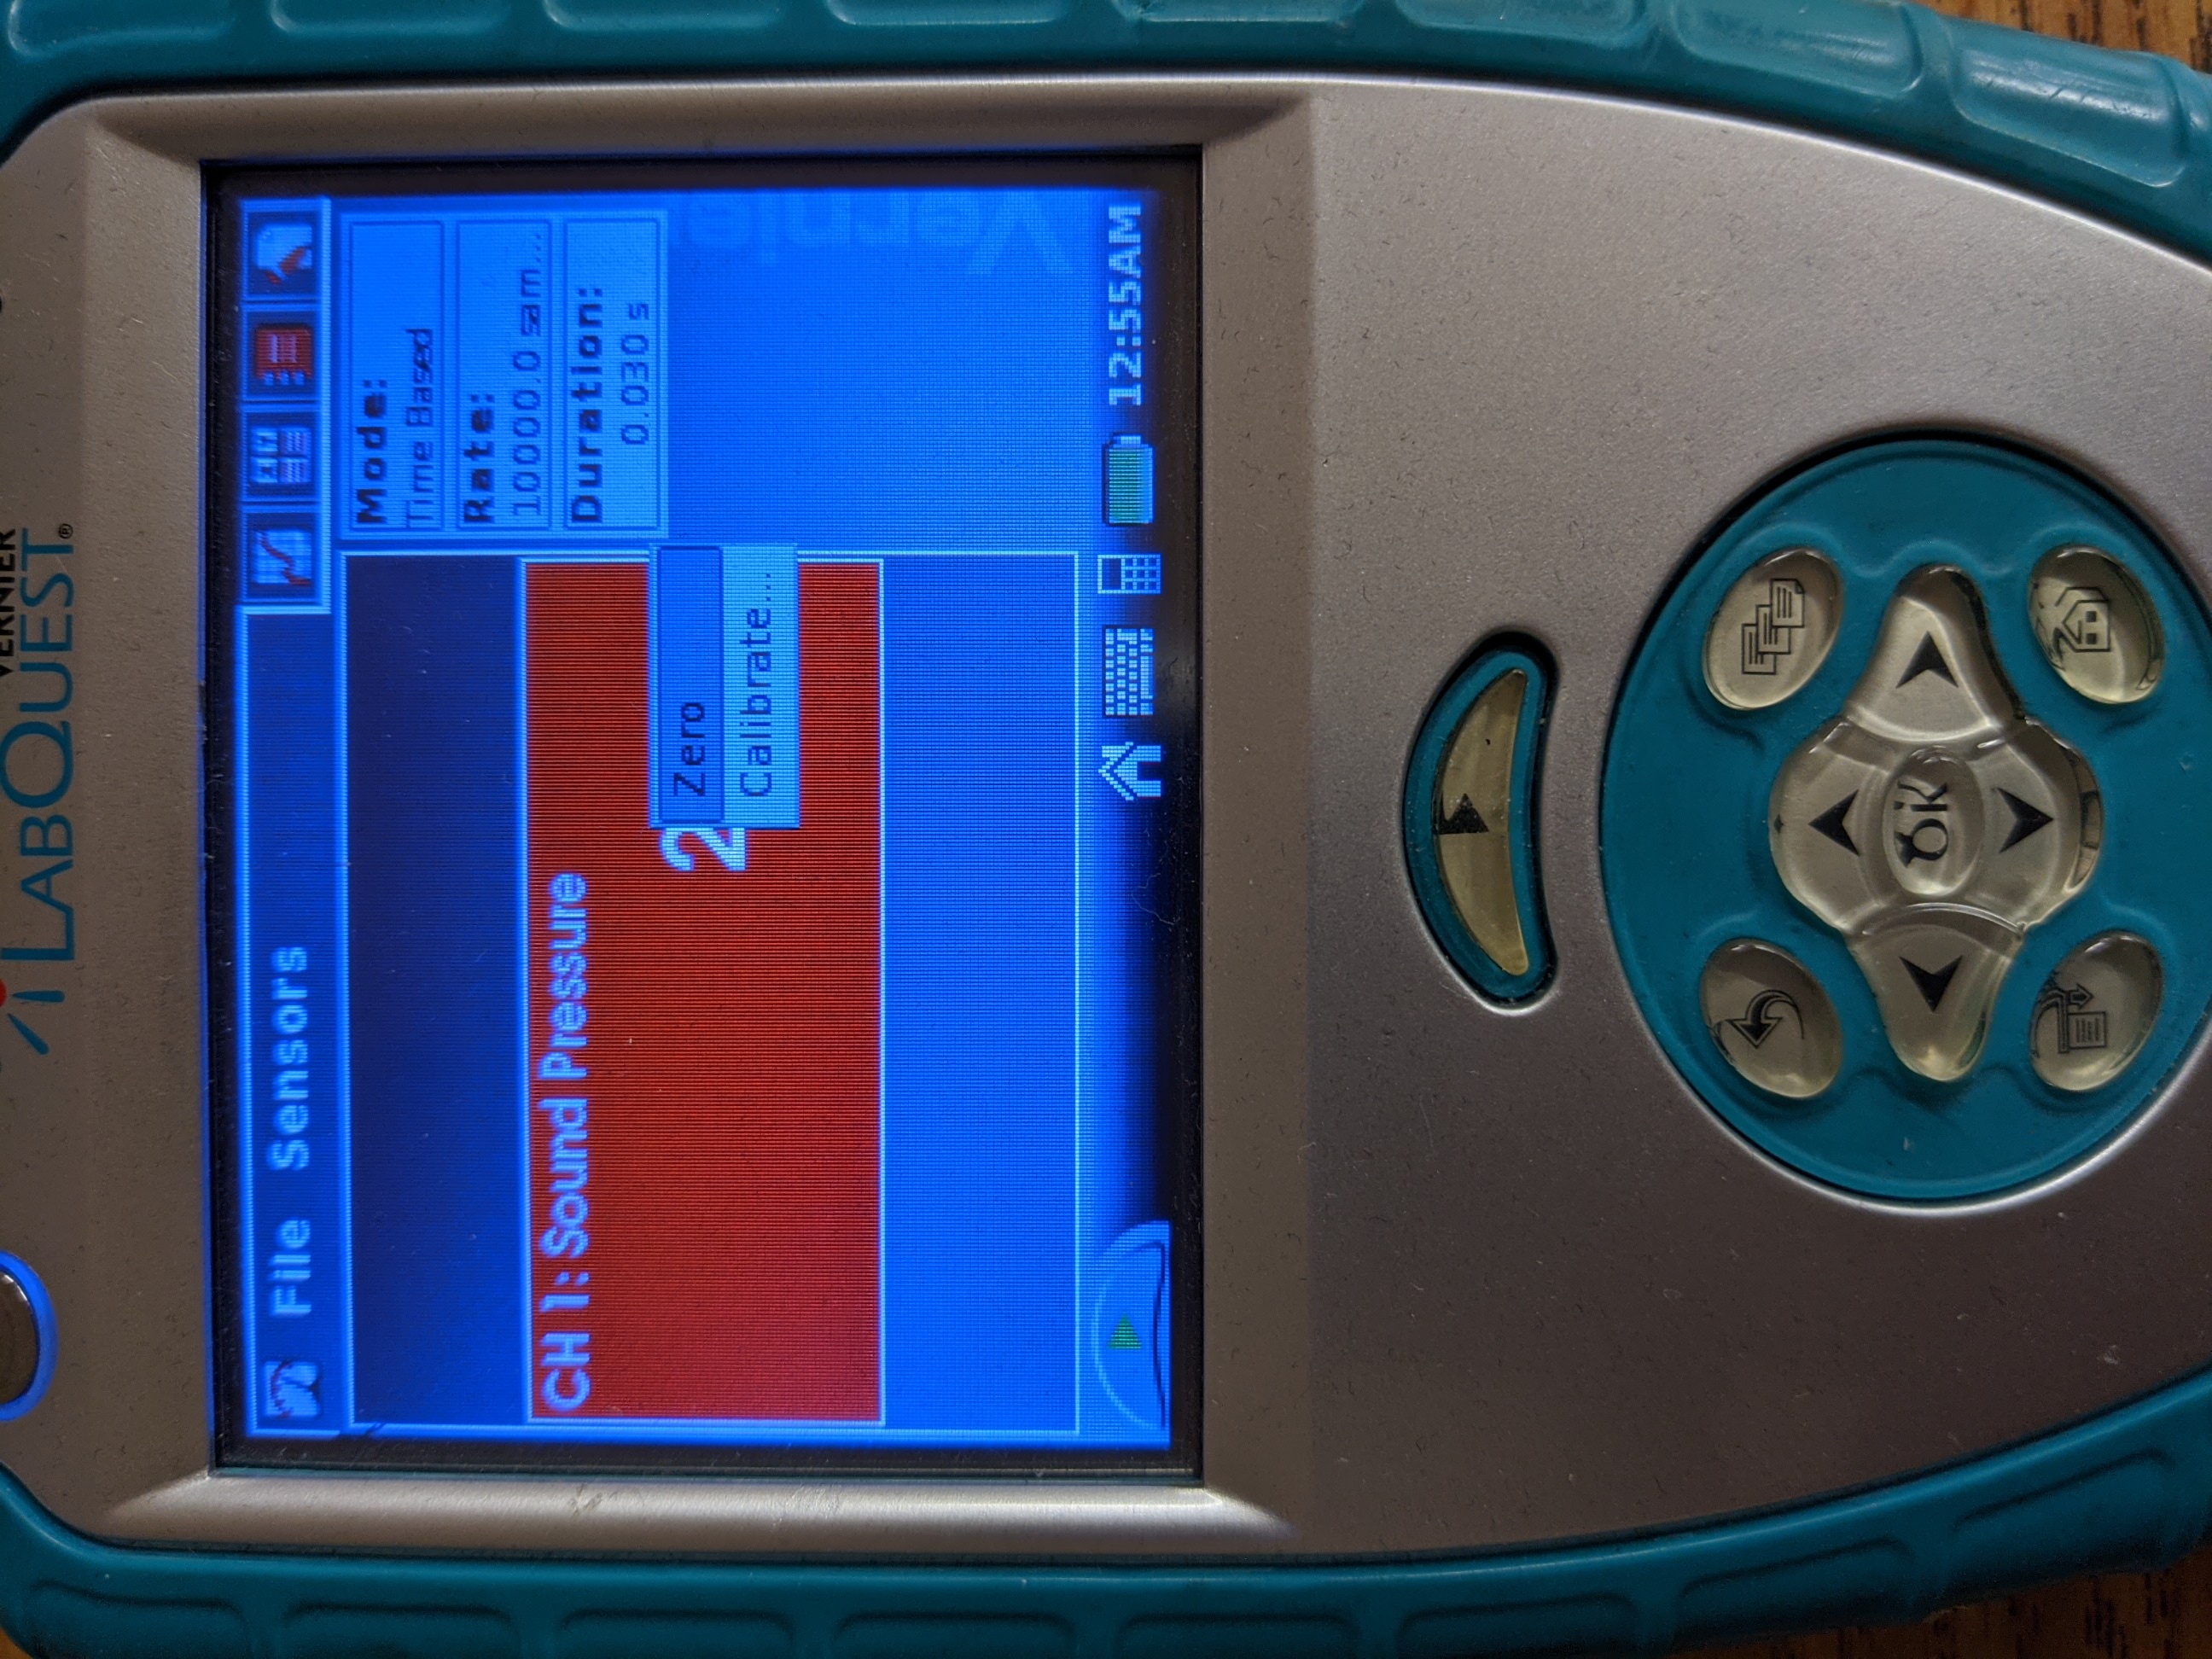 VERNIER
LABQUEST®
File Sensors
Mode:
Time Based
CH 1: Sound Pressure
Rate:
10000.0 sam...
Duration:
0.030 s
2
Zero
Calibrate...
Vernie
12:55AM
OK